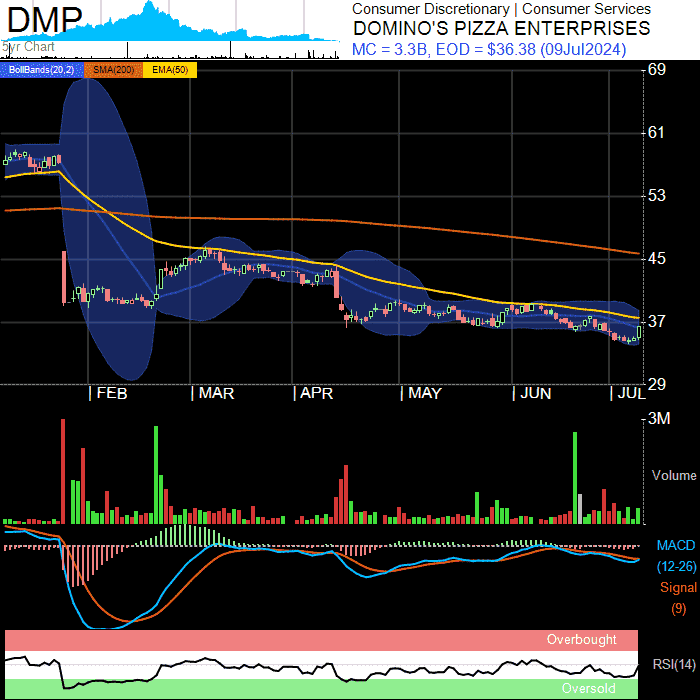 DMP
5yr Chart
Consumer Discretionary | Consumer Services
DOMINO'S PIZZA ENTERPRISES
MC = 3.3B, EOD = $36.38 (09Jul2024)
BollBands(20,2) SMA(200) EMA(50)
69
61
53
45
37
29
FEB MAR APR MAY JUN JUL
3M
Volume
MACD
(12-26)
Signal
(9)
Overbought
RSI(14)
Oversold